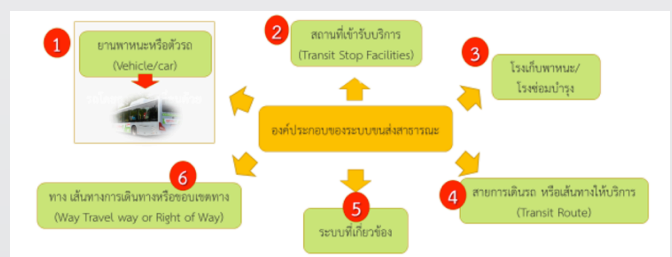 1
ยานพาหนะหรือตัวรถ
(Vehicle/car)
2
สถานที่เข้ารับบริการ
(Transit Stop Facilities)
3
โรงเก็บพาหนะ/
โรงซ่อมบำรุง
องค์ประกอบของระบบขนส่งสาธารณะ
6
ทาง เส้นทางการเดินทางหรือขอบเขตทาง
(Way Travel way or Right of Way)
5
ระบบที่เกี่ยวข้อง
4
สายการเดินรถ หรือเส้นทางให้บริการ
(Transit Route)